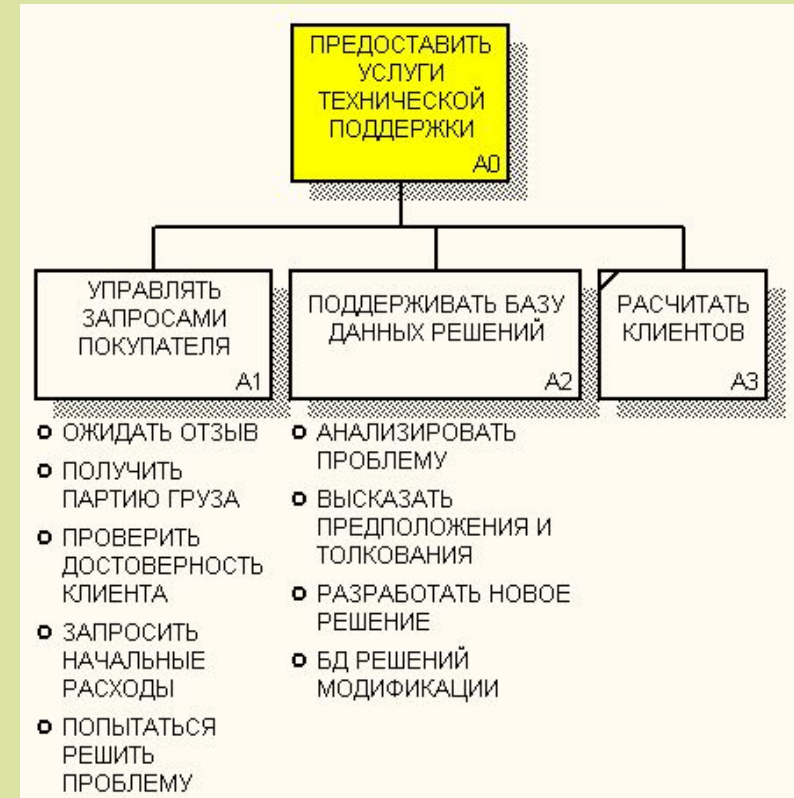 ПРЕДОСТАВИТЬ
УСЛУГИ
ТЕХНИЧЕСКОЙ
ПОДДЕРЖКИ
A0
УПРАВЛЯТЬ
ЗАПРОСАМИ
ПОКУПАТЕЛЯ
A1
ПОДДЕРЖИВАТЬ БАЗУ
ДАННЫХ РЕШЕНИЙ
A2
РАСЧИТАТЬ
КЛИЕНТОВ
A3
ОЖИДАТЬ ОТЗЫВ
ПОЛУЧИТЬ
ПАРТИЮ ГРУЗА
ПРОВЕРИТЬ
ДОСТОВЕРНОСТЬ
КЛИЕНТА
ЗАПРОСИТЬ
НАЧАЛЬНЫЕ
РАСХОДЫ
ПОПЫТАТЬСЯ
РЕШИТЬ
ПРОБЛЕМУ
АНАЛИЗИРОВАТЬ
ПРОБЛЕМУ
ВЫСКАЗАТЬ
ПРЕДПОЛОЖЕНИЯ И
ТОЛКОВАНИЯ
РАЗРАБОТАТЬ НОВОЕ
РЕШЕНИЕ
БД РЕШЕНИЙ
МОДИФИКАЦИИ